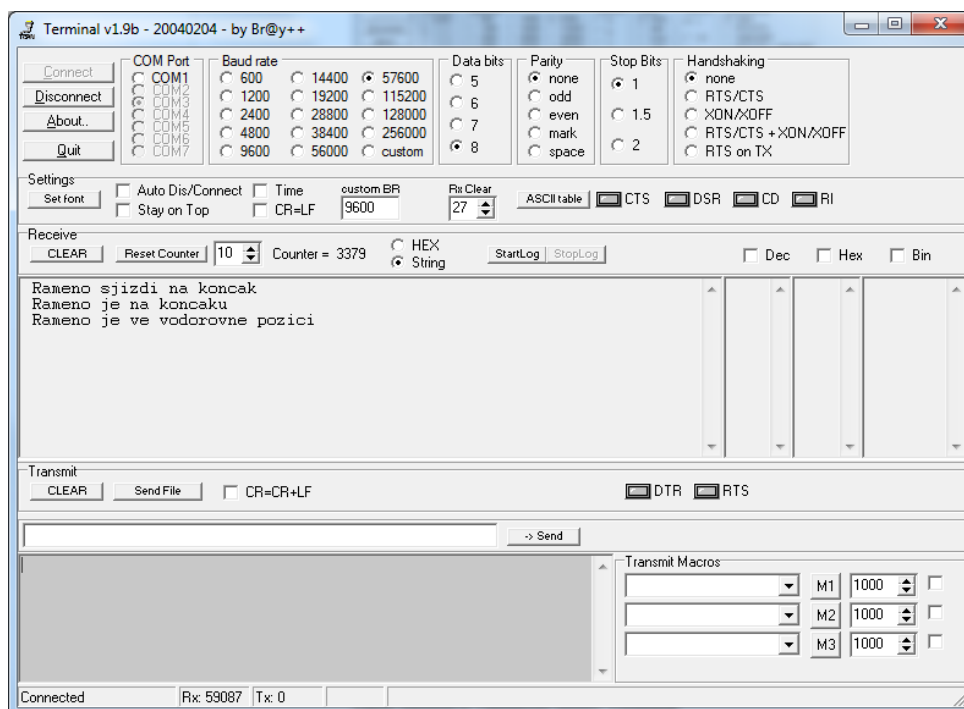 Terminal v1.9b - 20040204 - by Br@y++
Connect
Disconnect
About..
Quit
COM Port
COM1
COM2
COM3
COM4
COM5
COM6
COM7
Baud rate
600 14400 57600
1200 19200 115200
2400 28800 128000
4800 38400 256000
9600 56000 custom
Data bits
5
6
7
8
Parity
none
odd
even
mark
space
Stop Bits
1
1.5
2
Handshaking
none
RTS/CTS
XON/XOFF
RTS/CTS + XON/XOFF
RTS on TX
Settings
Set font
Auto Dis/Connect Time
Stay on Top CR=LF
custom BR
9600
Rx Clear
27
ASCII table CTS DSR CD RI
Receive
CLEAR Reset Counter 10 Counter = 3379
HEX
String
StartLog StopLog Dec Hex Bin
Rameno sjizdi na koncak
Rameno je na koncaku
Rameno je ve vodorovne pozici
Transmit
CLEAR Send File CR=CR+LF DTR RTS
-> Send
Transmit Macros
M1 1000
M2 1000
M3 1000
Connected Rx: 59087 Tx: 0